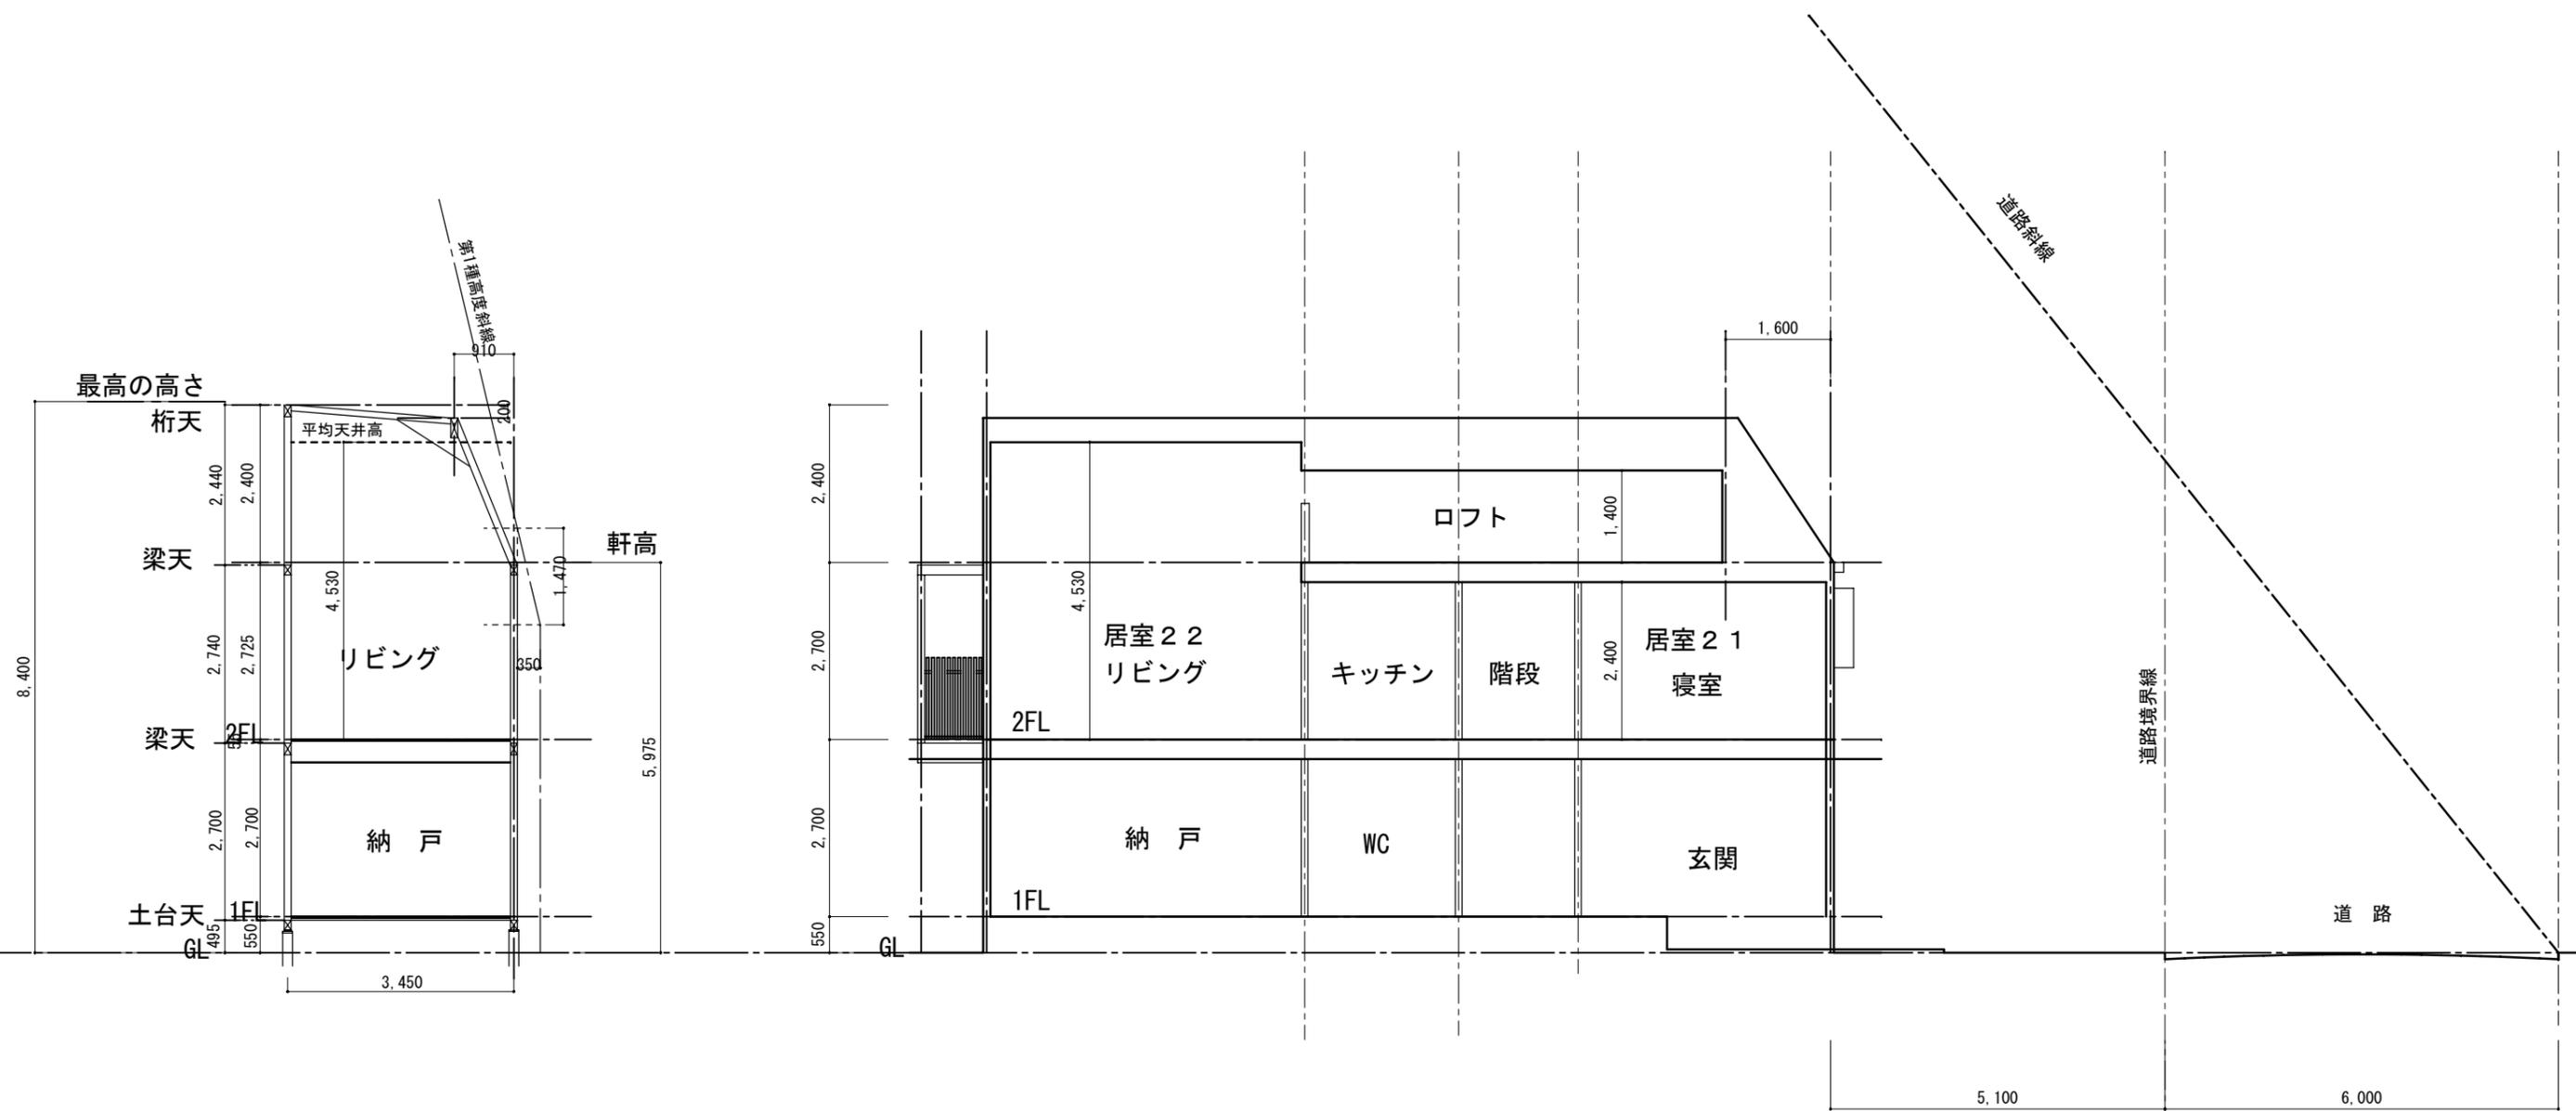 道路斜線
第1種高度斜線
1,600
910
最高の高さ
桁天
200
平均天井高
2,440
2,400
2,400
ロフト
1,400
軒高
梁天
1,470
4,530
4,530
居室２２
リビング
居室２１
寝室
リビング
350
キッチン
階段
2,400
2,740
2,725
2,700
8,400
道路境界線
2FL
梁天
2FL
5,975
納　戸
納　戸
WC
玄関
2,700
2,700
2,700
土台天
1FL
1FL
道　路
495
550
550
GL
GL
3,450
5,100
6,000